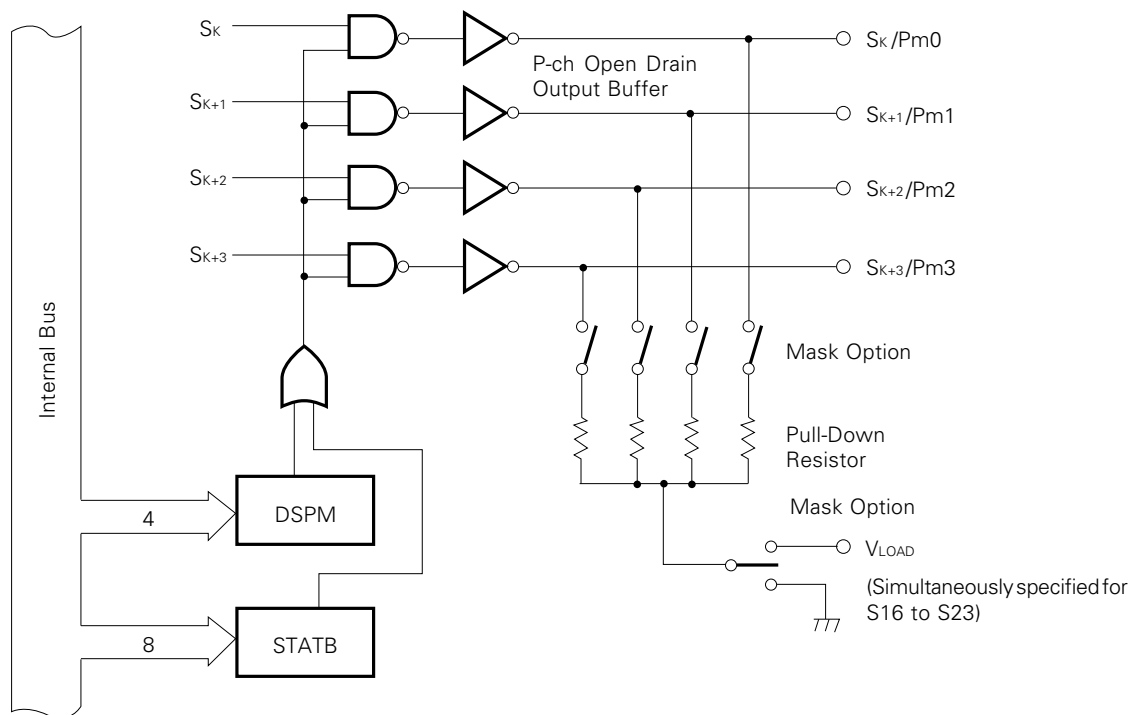 SK
SK/Pm0
P-ch Open Drain
Output Buffer
SK+1
SK+1/Pm1
SK+2
SK+2/Pm2
SK+3
SK+3/Pm3
Internal Bus
Mask Option
Pull-Down
Resistor
4
DSPM
Mask Option
VLOAD
(Simultaneously specified for
S16 to S23)
8
STATB